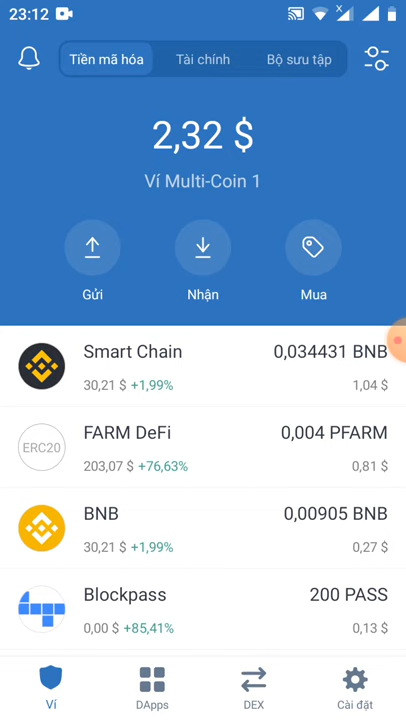 23:12
Tiền mã hóa
Tài chính
Bộ sưu tập
2,32 $
Ví Multi-Coin 1
Gửi
Nhận
Mua
Smart Chain
0,034431 BNB
30,21 $ +1,99%
1,04 $
ERC20
FARM DeFi
0,004 PFARM
203,07 $ +76,63%
0,81 $
BNB
0,00905 BNB
30,21 $ +1,99%
0,27 $
Blockpass
200 PASS
0,00 $ +85,41%
0,13 $
Ví
DApps
DEX
Cài đặt